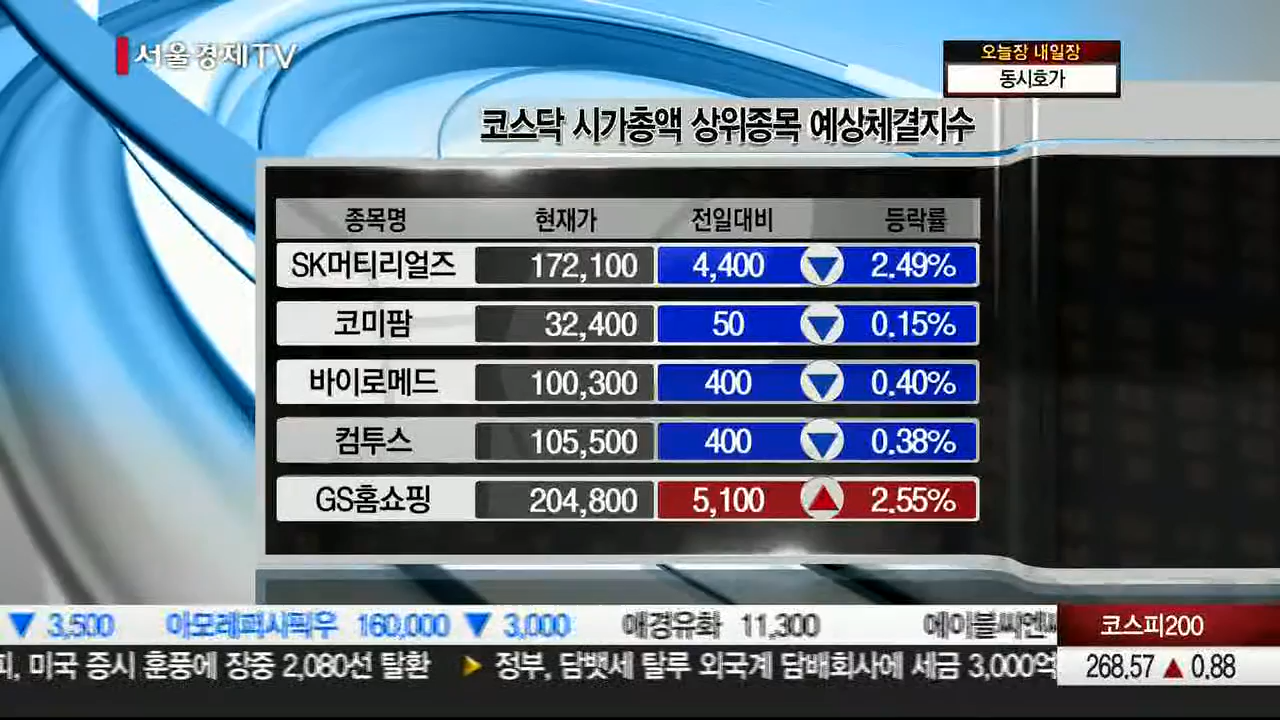 서울경제TV
오늘장 내일장
동시호가
코스닥 시가총액 상위종목 예상체결지수
종목명 현재가 전일대비 등락률
SK머티리얼즈 172,100 4,400 ▼ 2.49%
코미팜 32,400 50 ▼ 0.15%
바이로메드 100,300 400 ▼ 0.40%
컴투스 105,500 400 ▼ 0.38%
GS홈쇼핑 204,800 5,100 ▲ 2.55%
▼ 3,500 아모레퍼시픽우 160,000 ▼ 3,000 애경유화 11,300 에이블씨엔씨
코스피200
피, 미국 증시 훈풍에 장중 2,080선 탈환 ▶ 정부, 담뱃세 탈루 외국계 담배회사에 세금 3,000억
268.57 ▲ 0.88